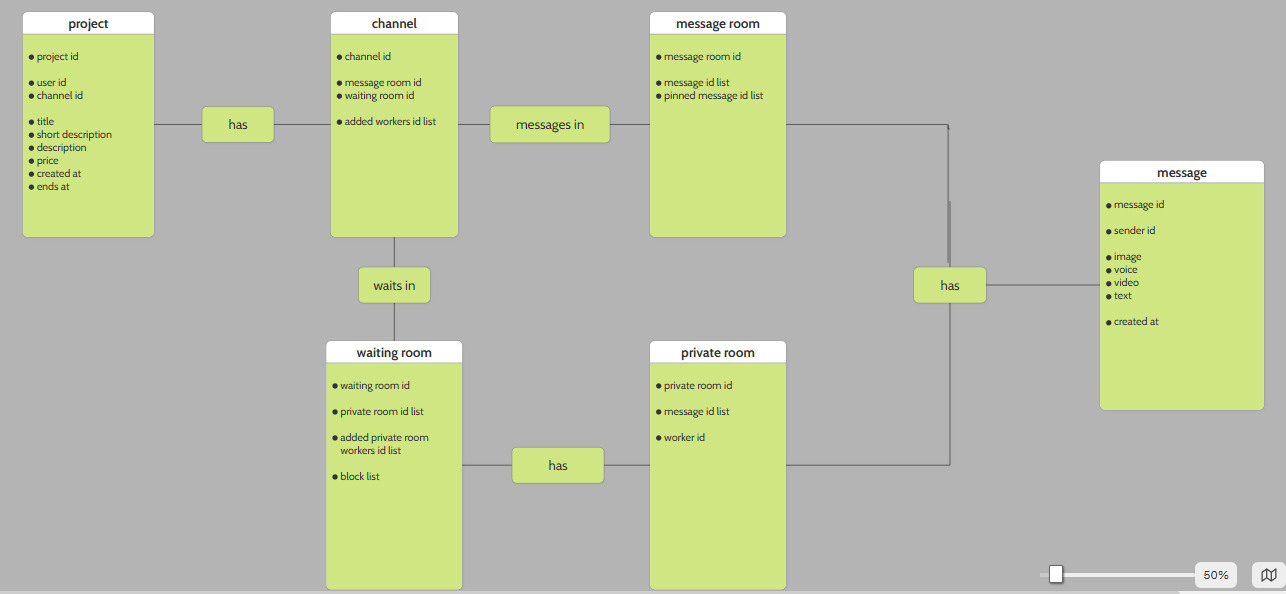 project
● project id
● user id
● channel id
● title
● short description
● description
● price
● created at
● ends at
has
channel
● channel id
● message room id
● waiting room id
● added workers id list
messages in
message room
● message room id
● message id list
● pinned message id list
message
● message id
● sender id
● image
● voice
● video
● text
● created at
waits in
has
waiting room
● waiting room id
● private room id list
● added private room
workers id list
● block list
has
private room
● private room id
● message id list
● worker id
50%